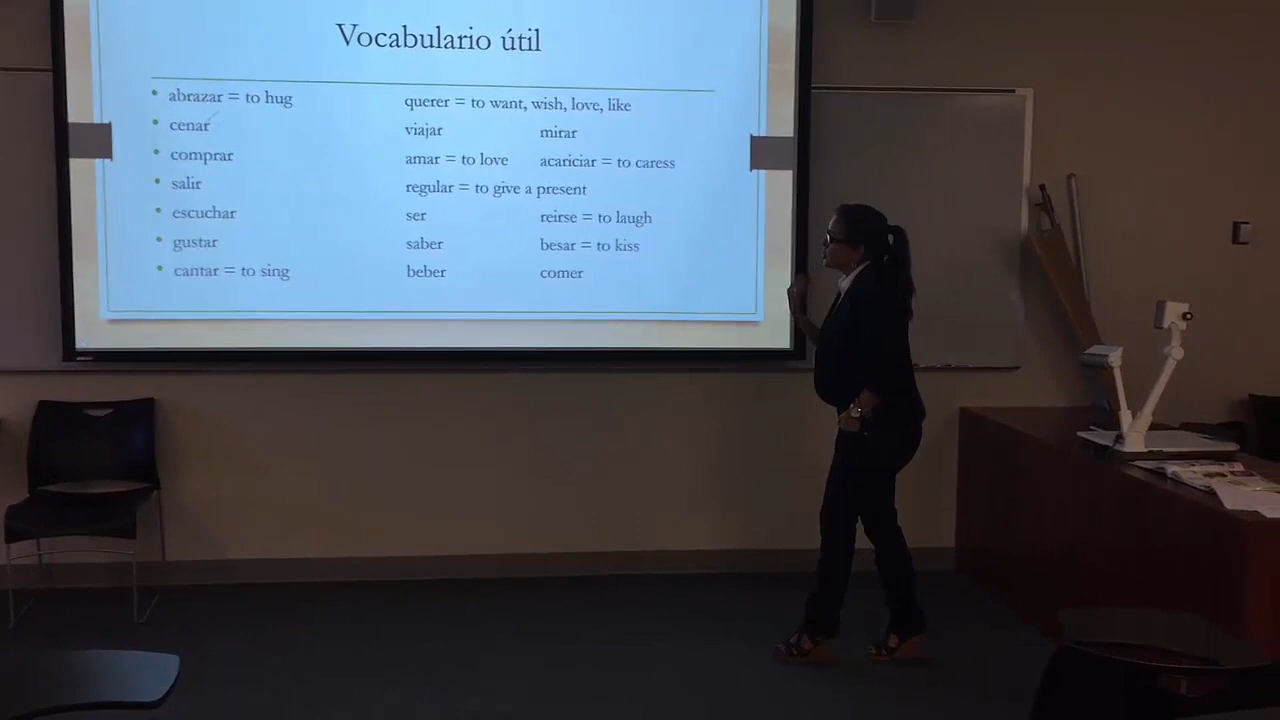 Vocabulario útil
abrazar = to hug
cenar
comprar
salir
escuchar
gustar
cantar = to sing
querer = to want, wish, love, like
viajar mirar
amar = to love acariciar = to caress
regular = to give a present
ser reirse = to laugh
saber besar = to kiss
beber comer